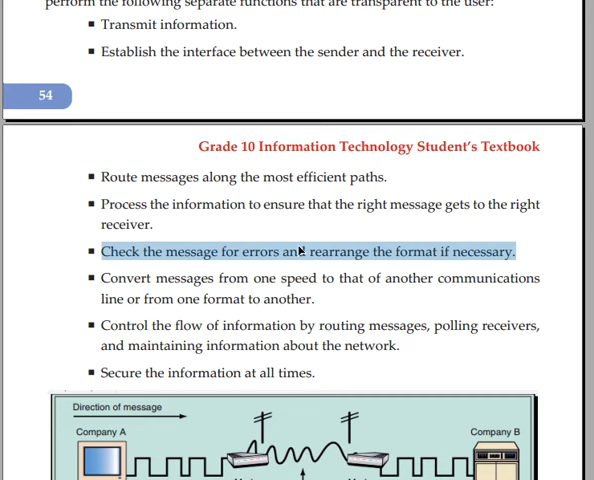 perform the following separate functions that are transparent to the user:
▪ Transmit information.
▪ Establish the interface between the sender and the receiver.
54
Grade 10 Information Technology Student's Textbook
▪ Route messages along the most efficient paths.
▪ Process the information to ensure that the right message gets to the right
receiver.
▪ Check the message for errors and rearrange the format if necessary.
▪ Convert messages from one speed to that of another communications
line or from one format to another.
▪ Control the flow of information by routing messages, polling receivers,
and maintaining information about the network.
▪ Secure the information at all times.
Direction of message
Company A
Company B